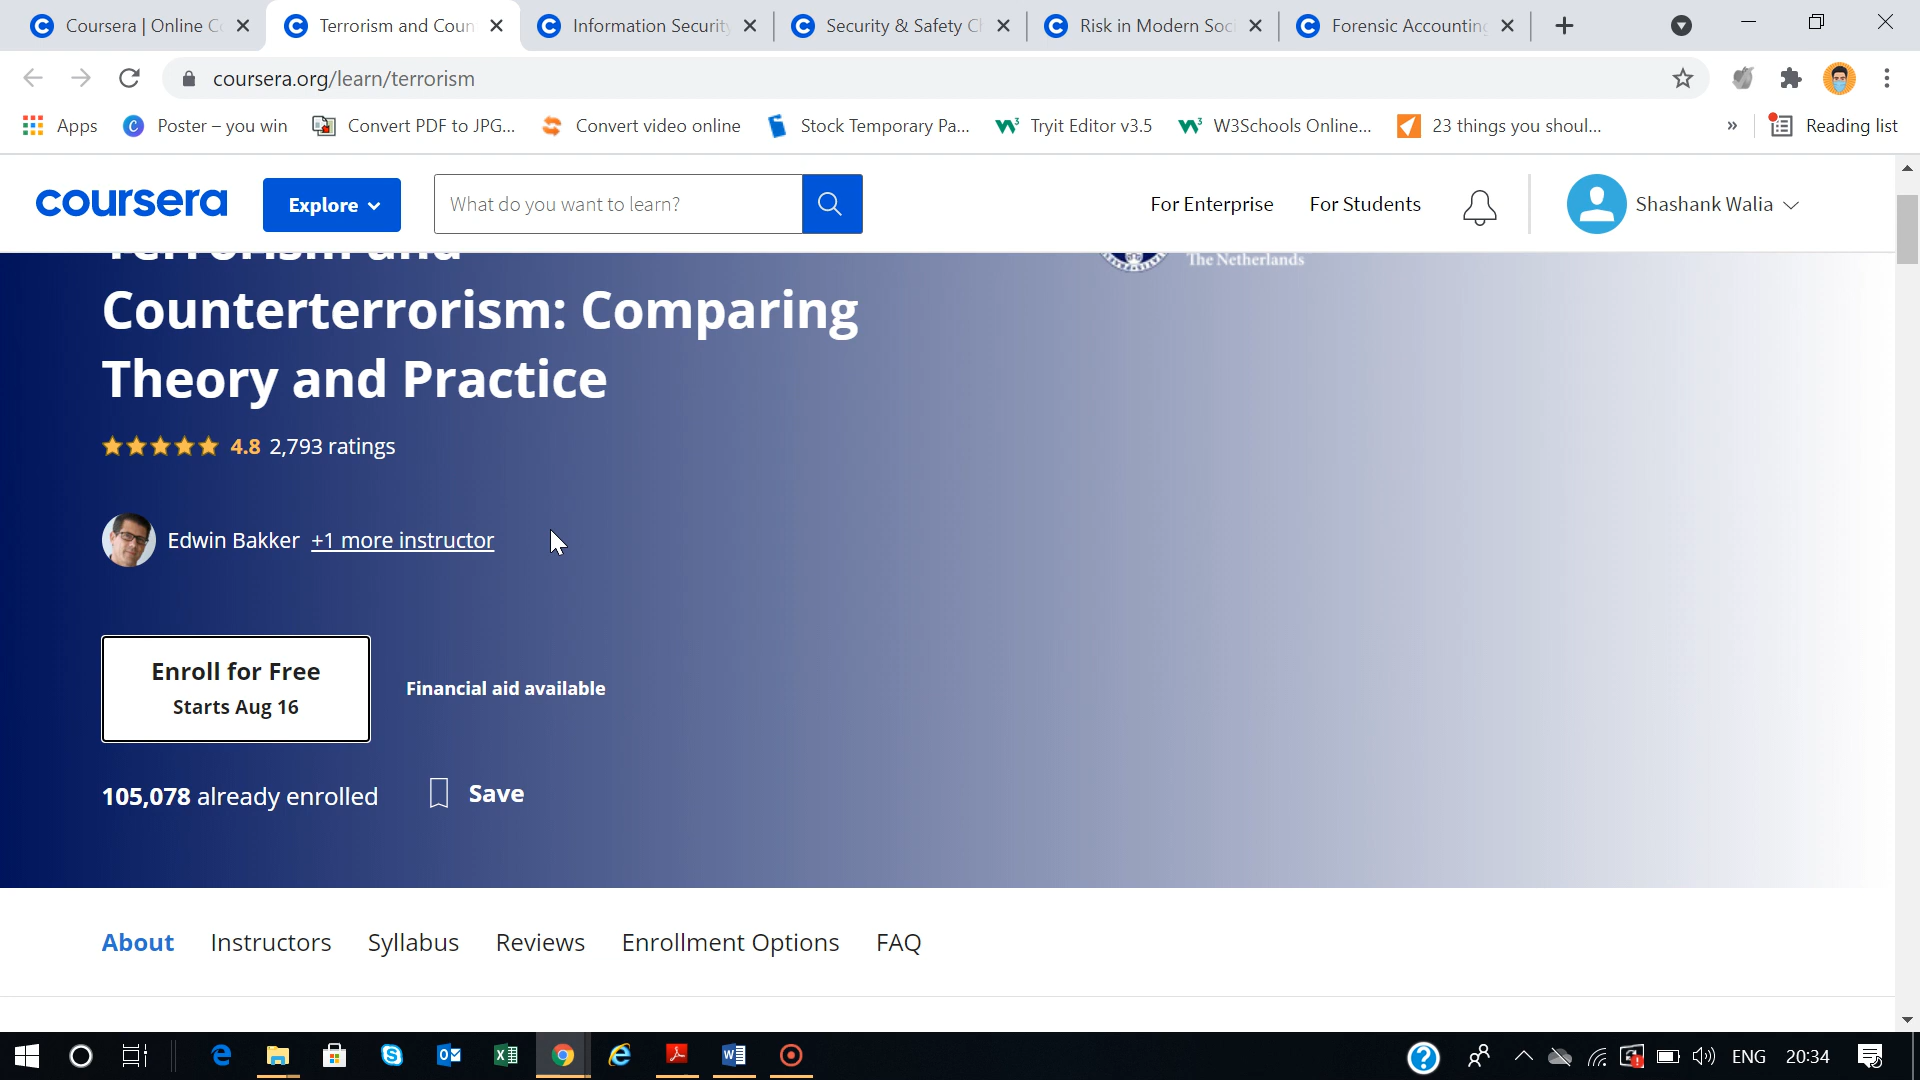 Coursera | Online C
Terrorism and Coun
Information Security
Security & Safety Ch
Risk in Modern Soci
Forensic Accounting
coursera.org/learn/terrorism
Apps
Poster – you win
Convert PDF to JPG...
Convert video online
Stock Temporary Pa...
Tryit Editor v3.5
W3Schools Online...
23 things you shoul...
»
Reading list
coursera
Explore
What do you want to learn?
For Enterprise
For Students
Shashank Walia
Terrorism and
The Netherlands
Counterterrorism: Comparing
Theory and Practice
4.8 2,793 ratings
Edwin Bakker +1 more instructor
Enroll for Free
Starts Aug 16
Financial aid available
105,078 already enrolled
Save
About
Instructors
Syllabus
Reviews
Enrollment Options
FAQ
ENG
20:34